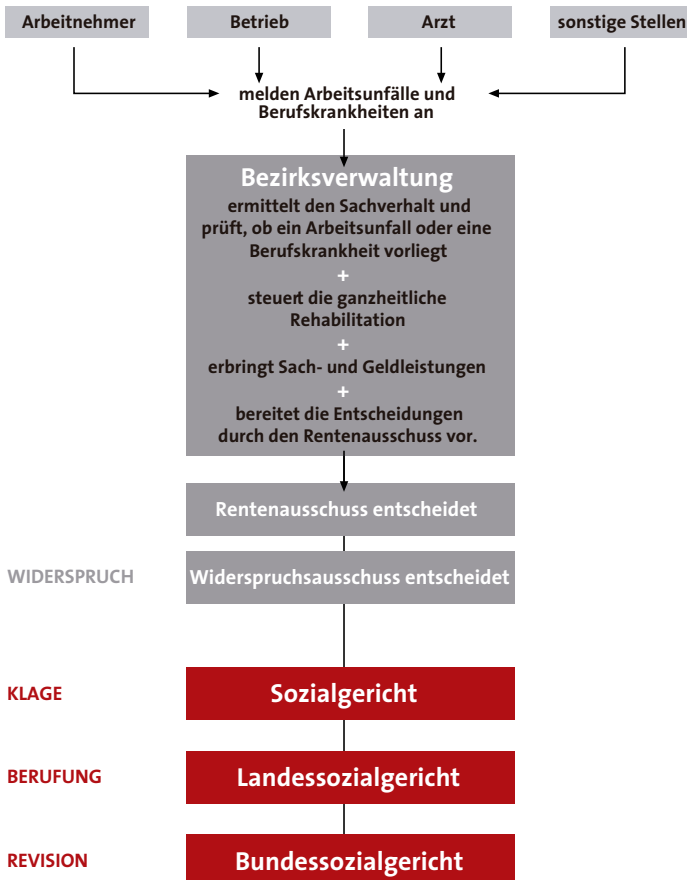 Arbeitnehmer
Betrieb
Arzt
sonstige Stellen
melden Arbeitsunfälle und
Berufskrankheiten an
Bezirksverwaltung
ermittelt den Sachverhalt und
prüft, ob ein Arbeitsunfall oder eine
Berufskrankheit vorliegt
+
steuert die ganzheitliche
Rehabilitation
+
erbringt Sach- und Geldleistungen
+
bereitet die Entscheidungen
durch den Rentenausschuss vor.
Rentenausschuss entscheidet
WIDERSPRUCH
Widerspruchsausschuss entscheidet
KLAGE
Sozialgericht
BERUFUNG
Landessozialgericht
REVISION
Bundessozialgericht